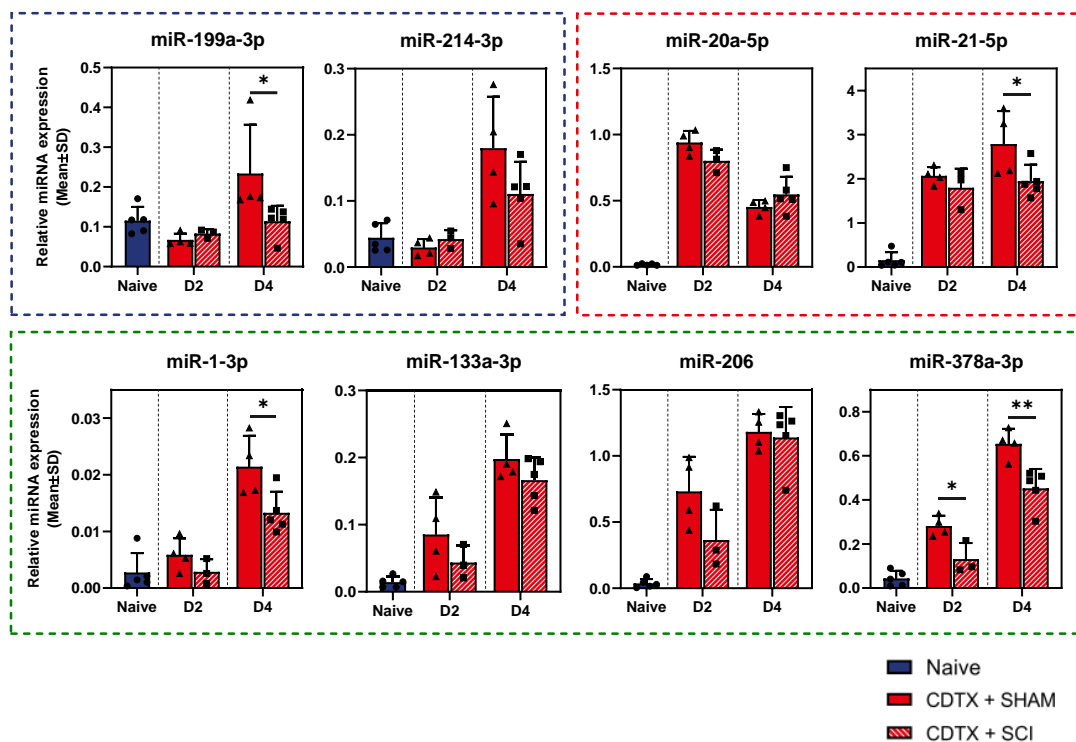 miR-199a-3p
miR-214-3p
miR-20a-5p
miR-21-5p
Relative miRNA expression
(Mean±SD)
0.5
0.4
0.3
0.2
0.1
0.0
*
Naive D2 D4
0.3
0.2
0.1
0.0
Naive D2 D4
1.5
1.0
0.5
0.0
Naive D2 D4
4
3
2
1
0
*
Naive D2 D4
miR-1-3p
miR-133a-3p
miR-206
miR-378a-3p
Relative miRNA expression
(Mean±SD)
0.03
0.02
0.01
0.00
*
Naive D2 D4
0.3
0.2
0.1
0.0
Naive D2 D4
1.5
1.0
0.5
0.0
Naive D2 D4
0.8
0.6
0.4
0.2
0.0
*
**
Naive D2 D4
Naive
CDTX + SHAM
CDTX + SCI